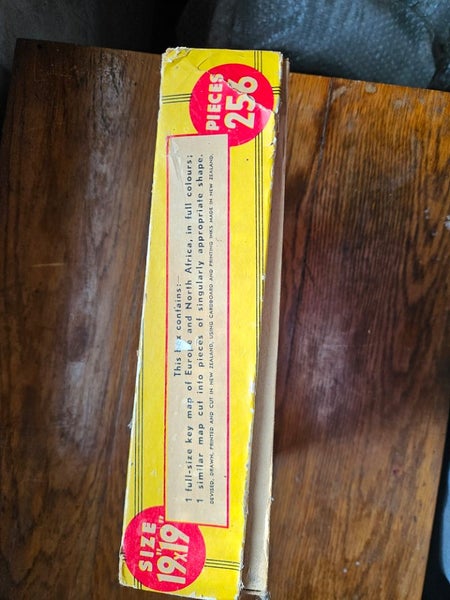 SIZE
19"x19"
This box contains:—
1 full-size key map of Europe and North Africa, in full colours;
1 similar map cut into pieces of singularly appropriate shape.
DEVISED, DRAWN, PRINTED AND CUT IN NEW ZEALAND, USING CARDBOARD AND PRINTING INKS MADE IN NEW ZEALAND.
PIECES
256